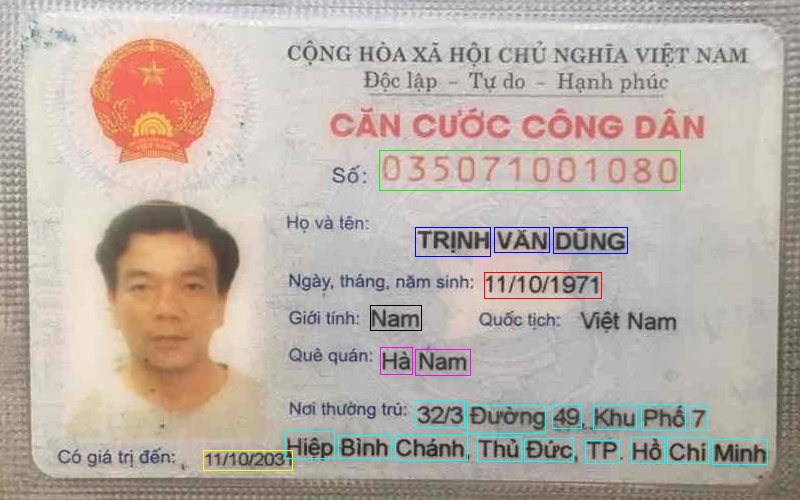 CỘNG HÒA XÃ HỘI CHỦ NGHĨA VIỆT NAM
Độc lập – Tự do – Hạnh phúc
CĂN CƯỚC CÔNG DÂN
Số: 035071001080
Họ và tên:
TRỊNH VĂN DŨNG
Ngày, tháng, năm sinh: 11/10/1971
Giới tính: Nam Quốc tịch: Việt Nam
Quê quán: Hà Nam
Nơi thường trú: 32/3 Đường 49, Khu Phố 7
Hiệp Bình Chánh, Thủ Đức, TP. Hồ Chí Minh
Có giá trị đến: 11/10/2031